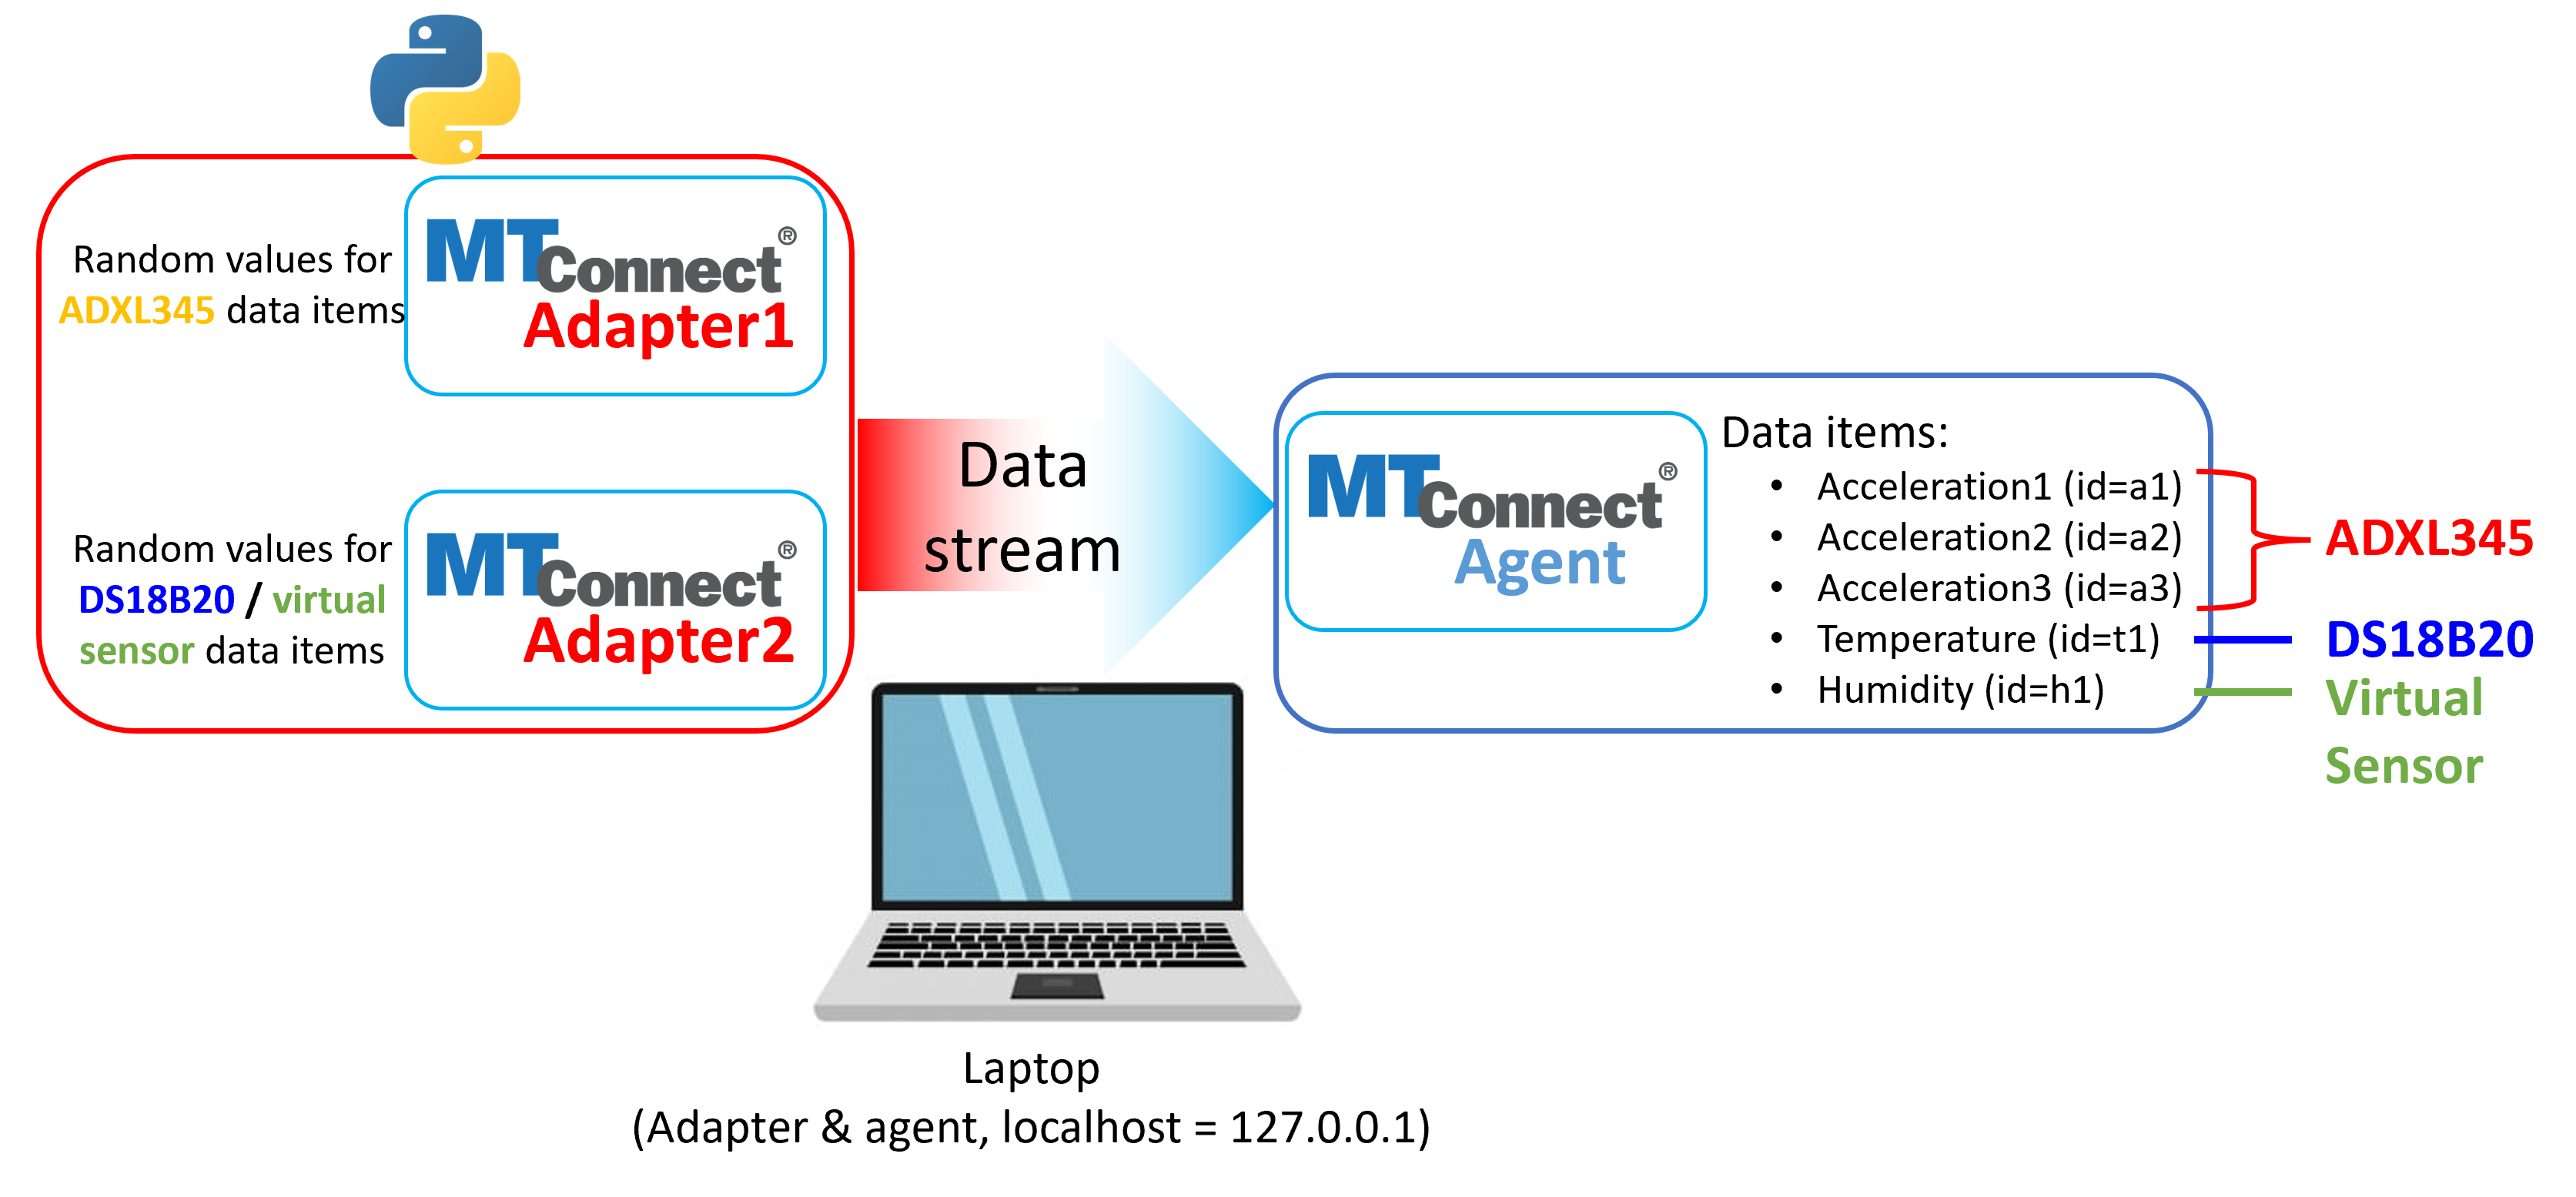 Random values for
ADXL345 data items
MTConnect®
Adapter1
Random values for
DS18B20 / virtual
sensor data items
MTConnect®
Adapter2
Data
stream
MTConnect®
Agent
Data items:
• Acceleration1 (id=a1)
• Acceleration2 (id=a2)
• Acceleration3 (id=a3)
• Temperature (id=t1)
• Humidity (id=h1)
ADXL345
DS18B20
Virtual
Sensor
Laptop
(Adapter & agent, localhost = 127.0.0.1)